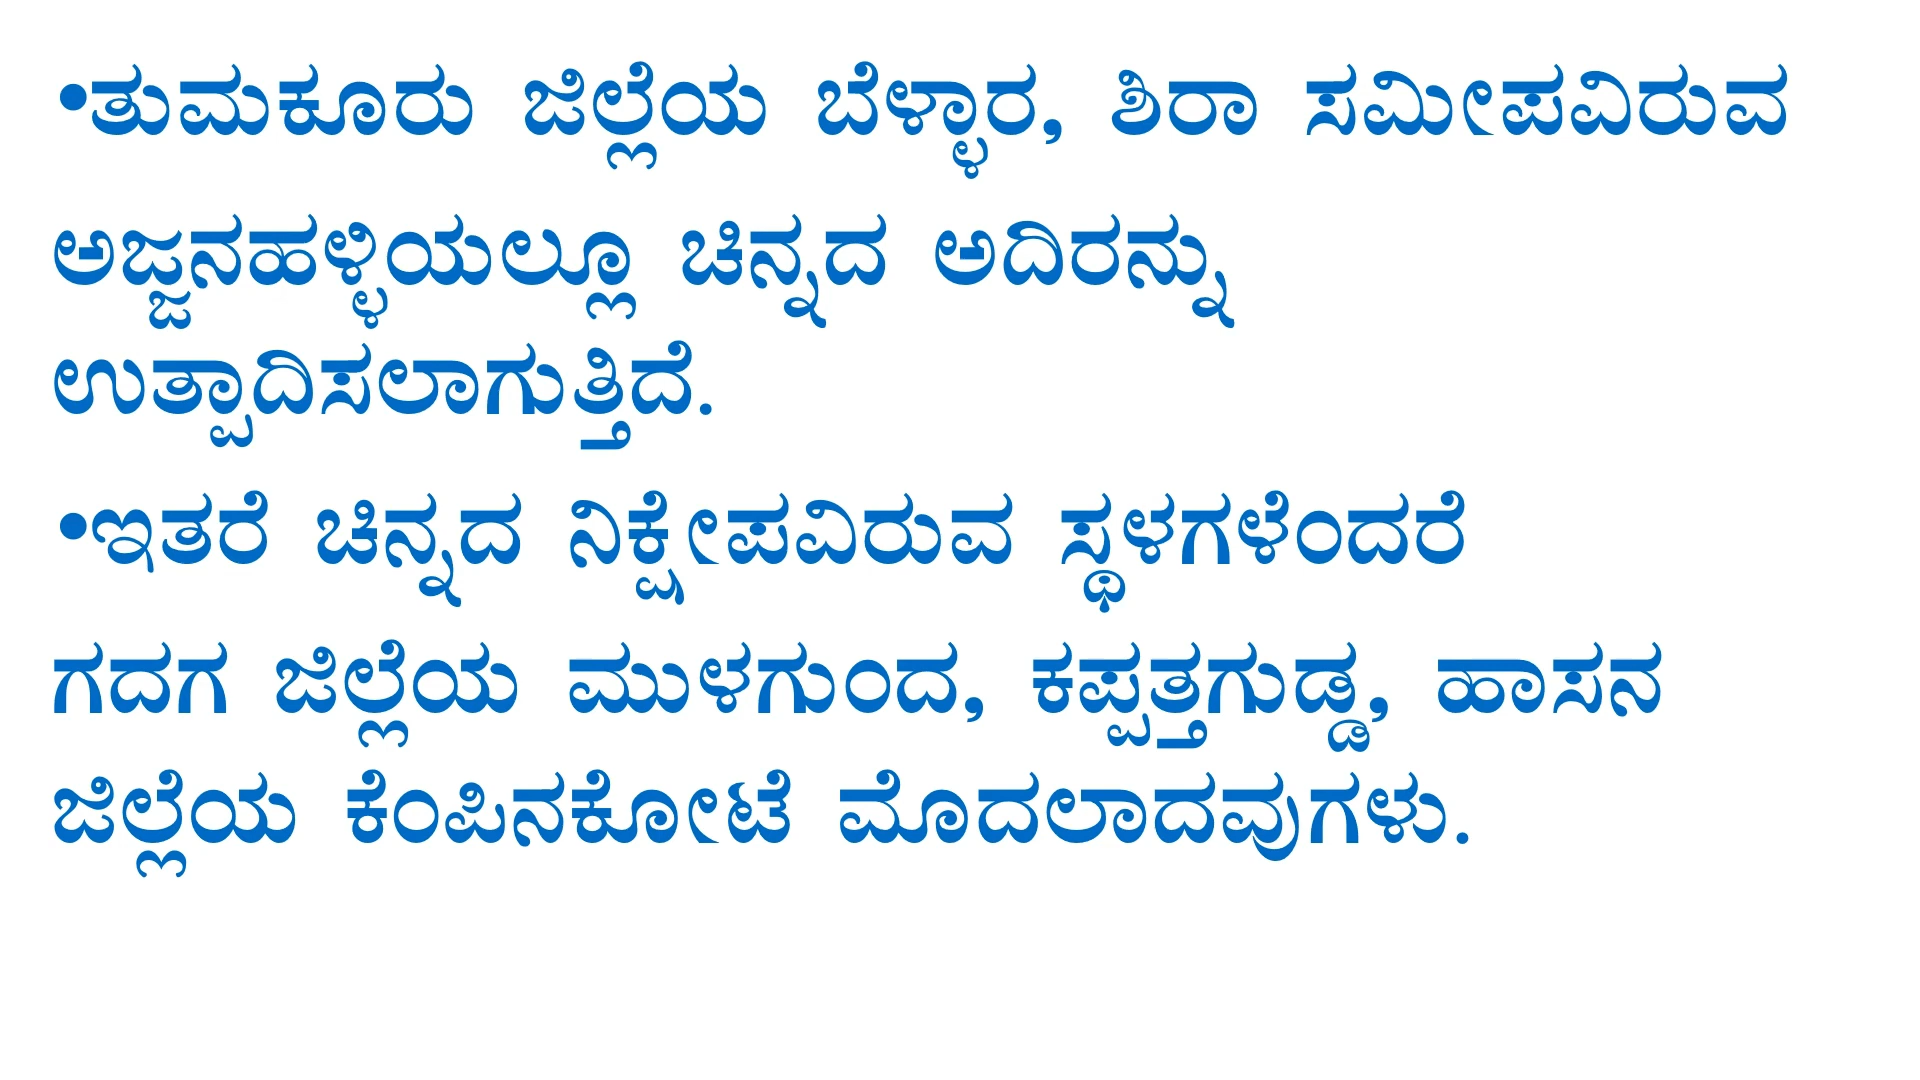 •ತುಮಕೂರು ಜಿಲ್ಲೆಯ ಬೆಳ್ಳಾರ, ಶಿರಾ ಸಮೀಪವಿರುವ
ಅಜ್ಜನಹಳ್ಳಿಯಲ್ಲೂ ಚಿನ್ನದ ಅದಿರನ್ನು
ಉತ್ಪಾದಿಸಲಾಗುತ್ತಿದೆ.
•ಇತರೆ ಚಿನ್ನದ ನಿಕ್ಷೇಪವಿರುವ ಸ್ಥಳಗಳೆಂದರೆ
ಗದಗ ಜಿಲ್ಲೆಯ ಮುಳಗುಂದ, ಕಪ್ಪತ್ತಗುಡ್ಡ, ಹಾಸನ
ಜಿಲ್ಲೆಯ ಕೆಂಪಿನಕೋಟೆ ಮೊದಲಾದವುಗಳು.